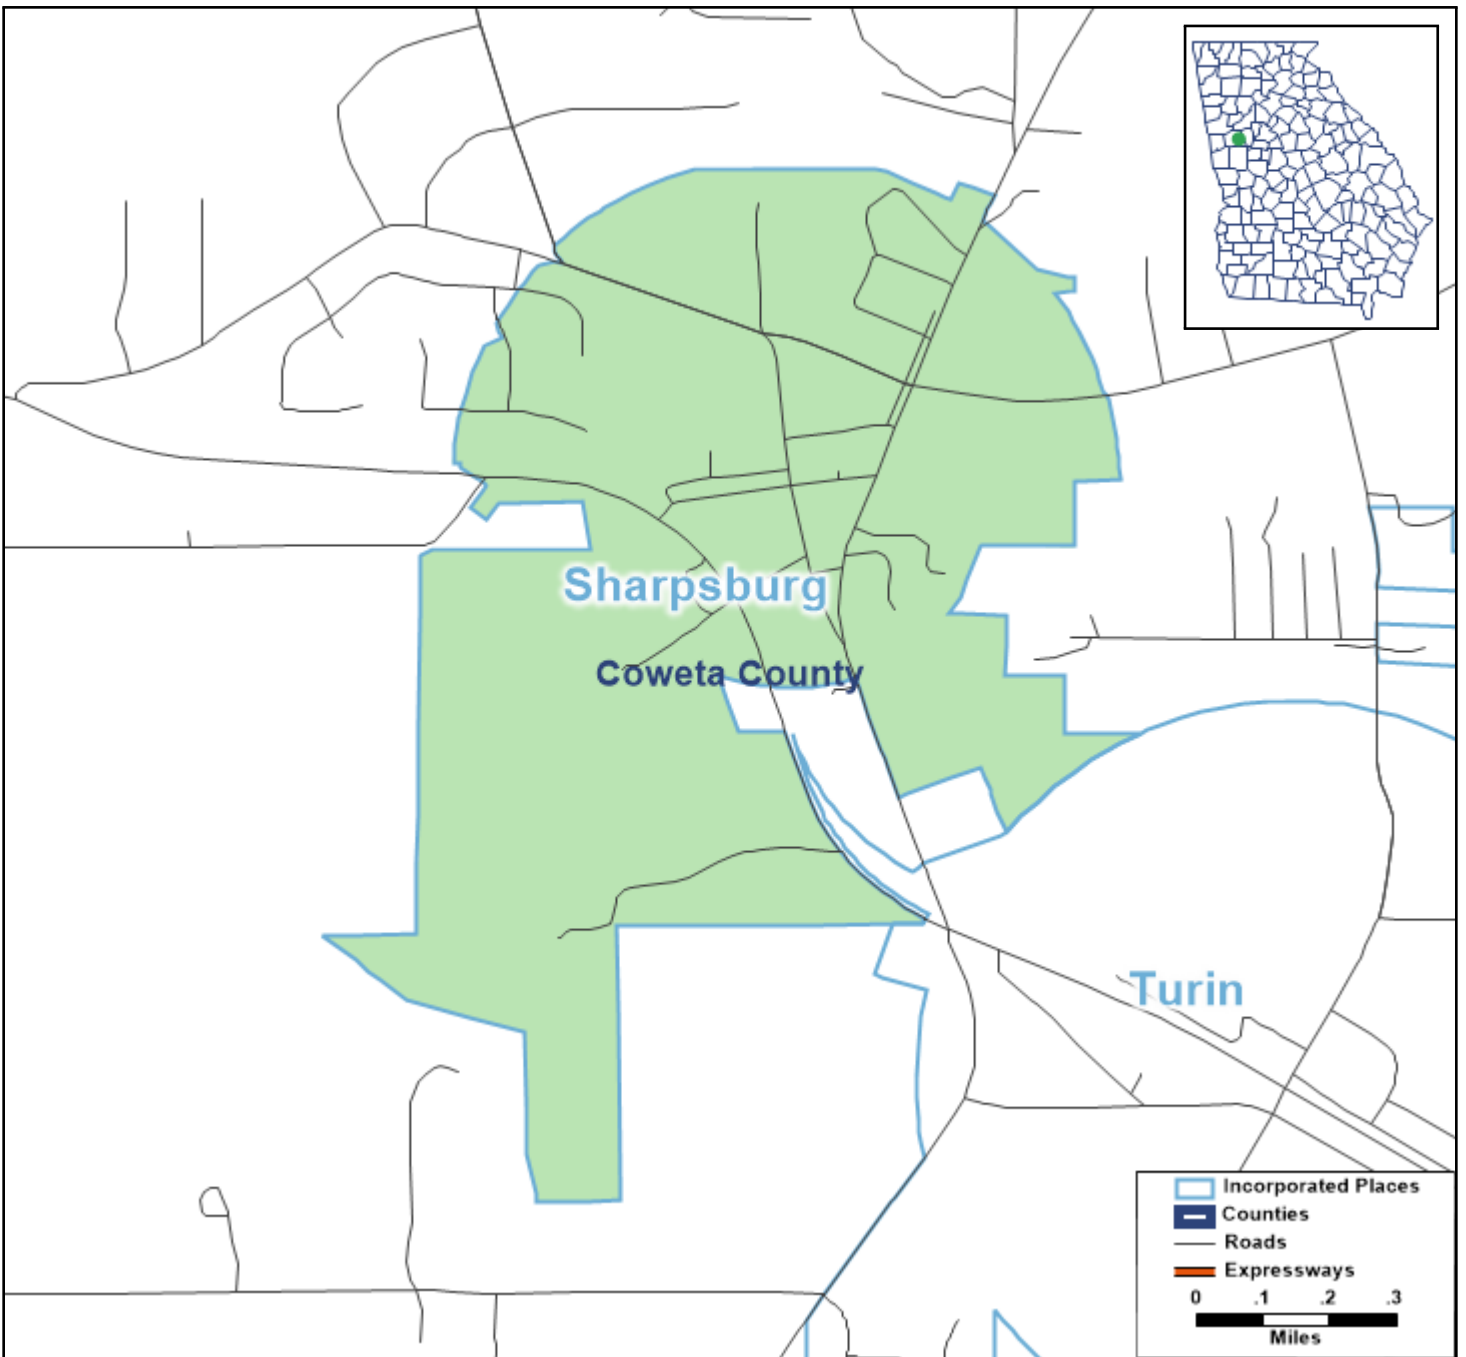 Sharpsburg
Coweta County
Turin
Incorporated Places
Counties
Roads
Expressways
0 .1 .2 .3
Miles